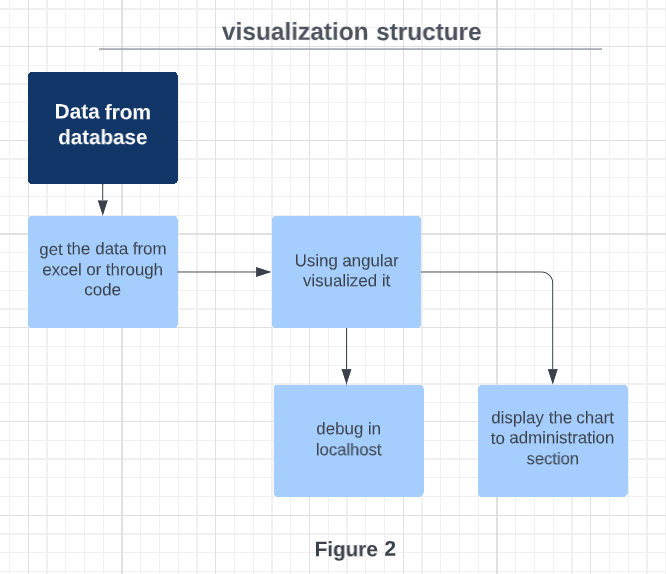 visualization structure
Data from
database
get the data from
excel or through
code
Using angular
visualized it
debug in
localhost
display the chart
to administration
section
Figure 2